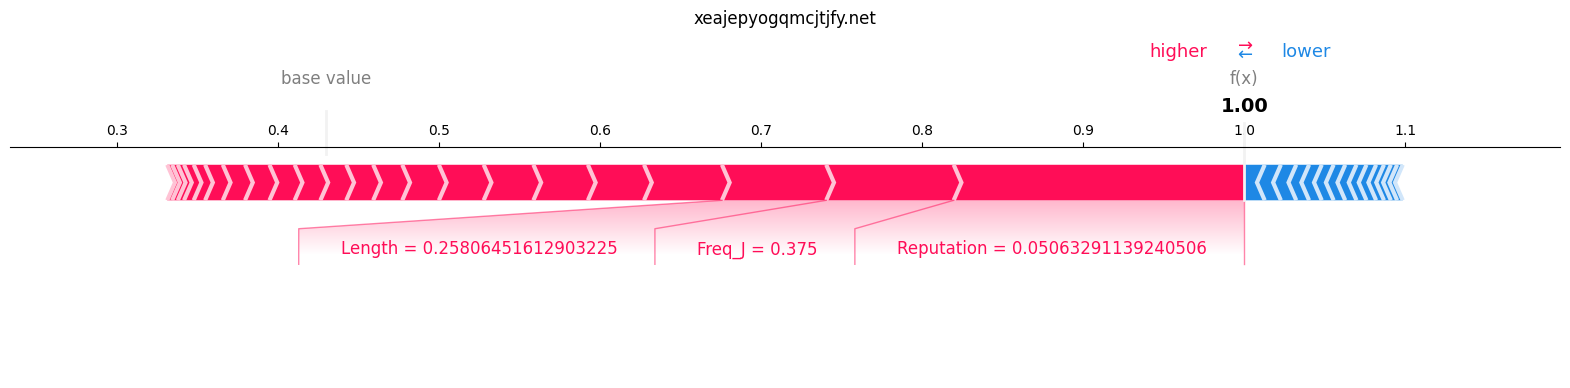 xeajepyogqmcjtjfy.net
higher ⇄ lower
base value
f(x)
1.00
0.3 0.4 0.5 0.6 0.7 0.8 0.9 1.0 1.1
Length = 0.25806451612903225 Freq_J = 0.375 Reputation = 0.05063291139240506